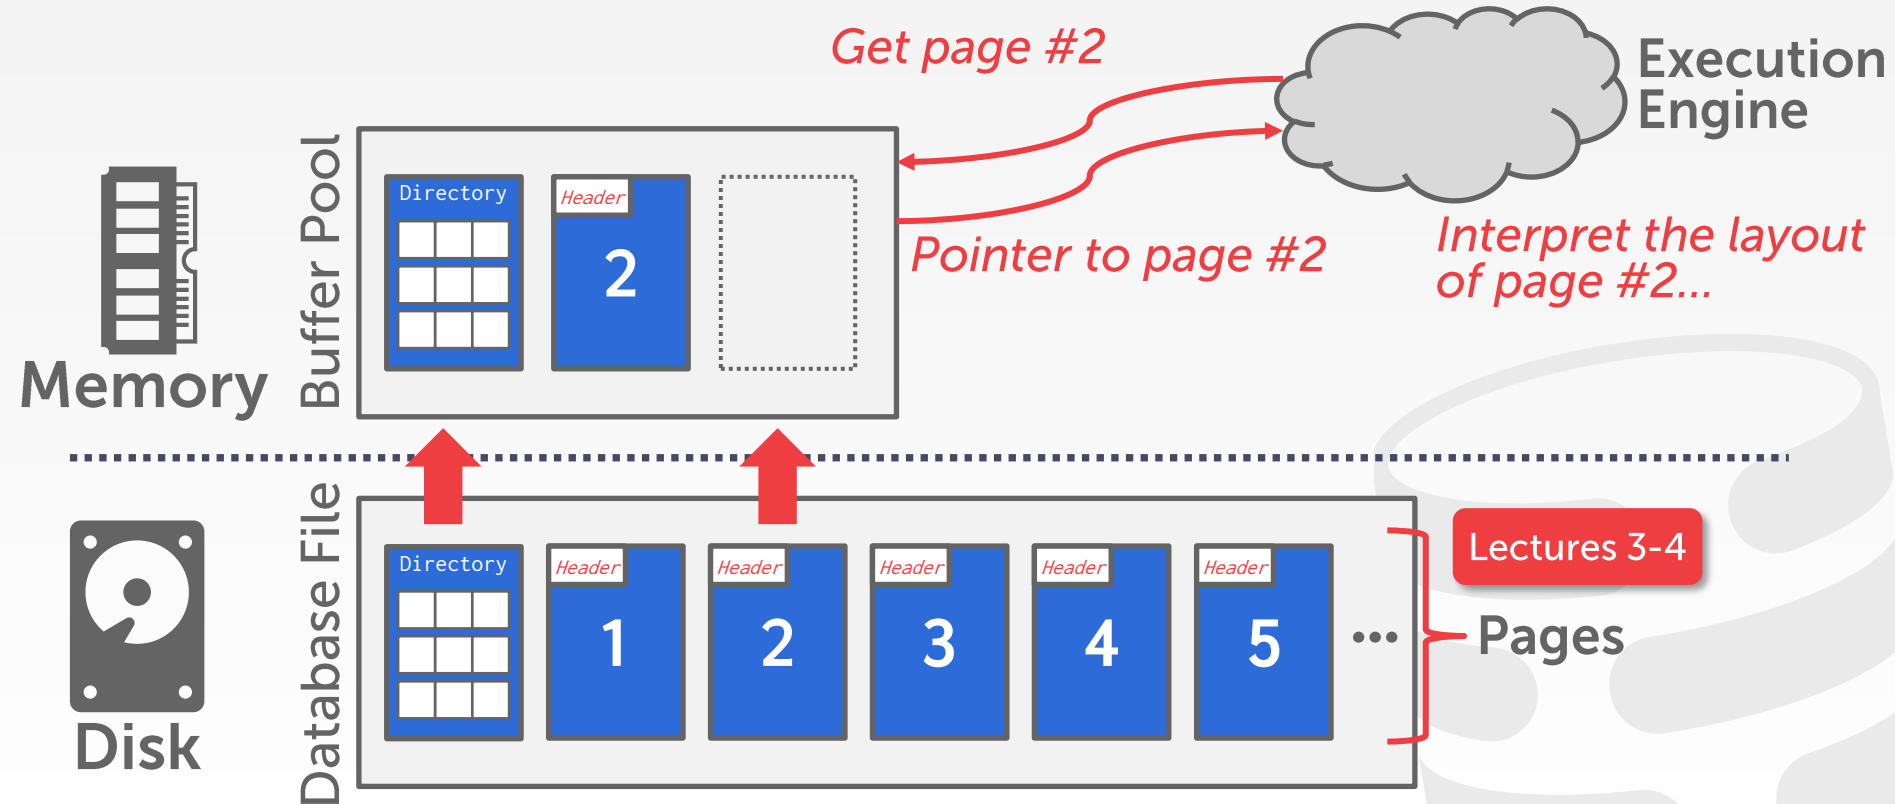 Get page #2
Execution
Engine
Buffer Pool
Directory
Header
2
Pointer to page #2
Interpret the layout
of page #2...
Memory
Database File
Directory
Header
1
Header
2
Header
3
Header
4
Header
5
...
Lectures 3-4
Pages
Disk